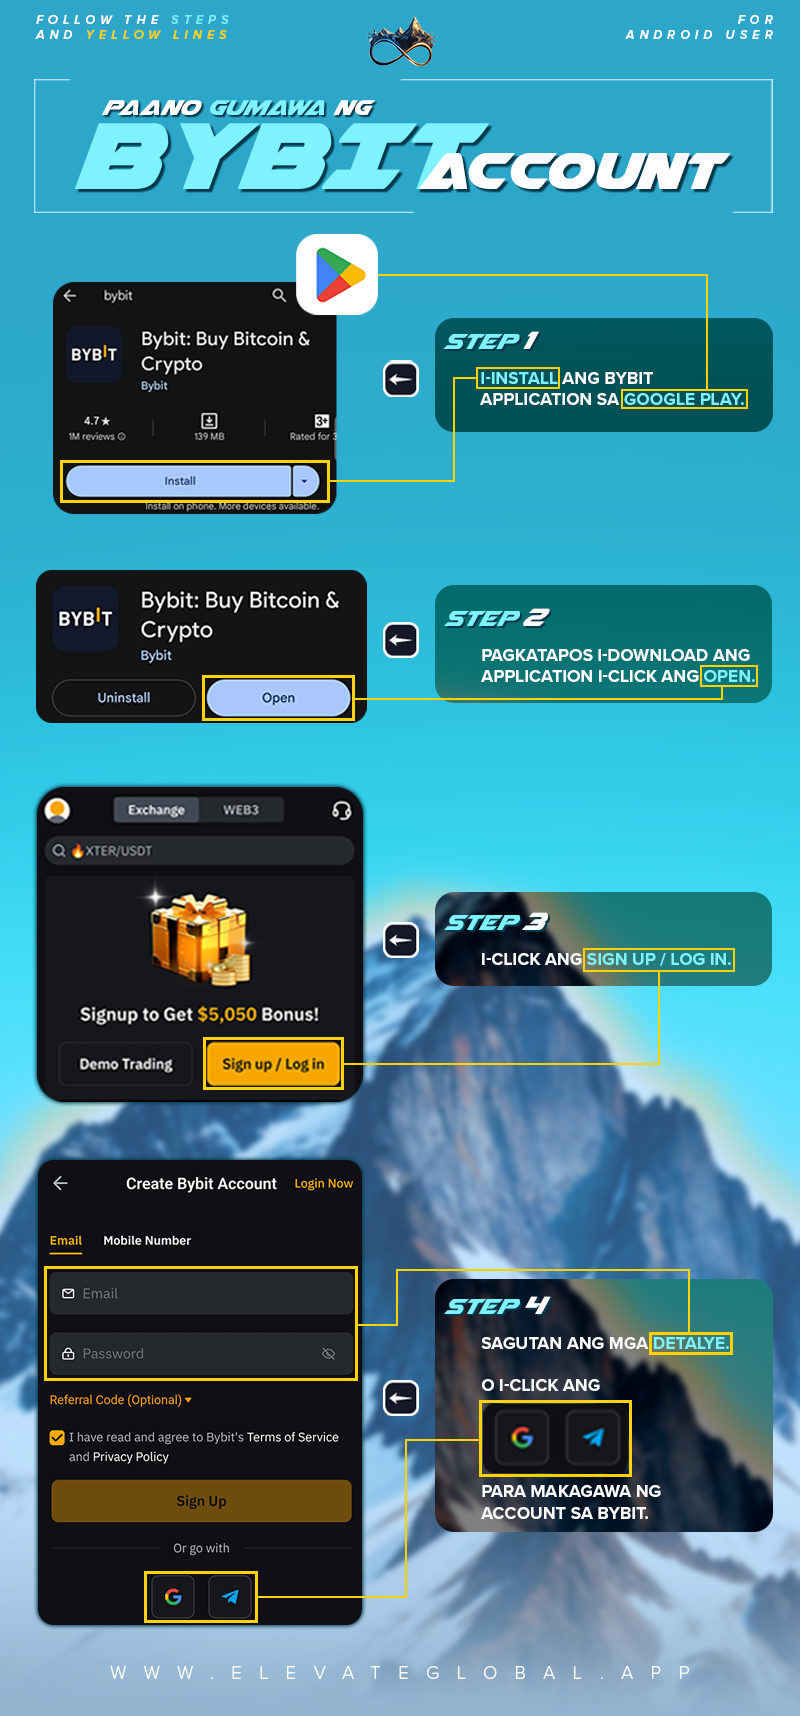 FOLLOW THE STEPS
AND YELLOW LINES
FOR
ANDROID USER
PAANO GUMAWA NG
BYBIT ACCOUNT
bybit
BYBIT
Bybit: Buy Bitcoin &
Crypto
Bybit
4.7★
1M reviews
139 MB
3+
Rated for 3
Install
Install on phone. More devices available.
STEP 1
I-INSTALL ANG BYBIT
APPLICATION SA GOOGLE PLAY.
BYBIT
Bybit: Buy Bitcoin &
Crypto
Bybit
Uninstall
Open
STEP 2
PAGKATAPOS I-DOWNLOAD ANG
APPLICATION I-CLICK ANG OPEN.
Exchange
WEB3
🔥XTER/USDT
Signup to Get $5,050 Bonus!
Demo Trading
Sign up / Log in
STEP 3
I-CLICK ANG SIGN UP / LOG IN.
Create Bybit Account
Login Now
Email
Mobile Number
Email
Password
Referral Code (Optional)
I have read and agree to Bybit's Terms of Service
and Privacy Policy
Sign Up
Or go with
STEP 4
SAGUTAN ANG MGA DETALYE.
O I-CLICK ANG
PARA MAKAGAWA NG
ACCOUNT SA BYBIT.
WWW.ELEVATEGLOBAL.APP